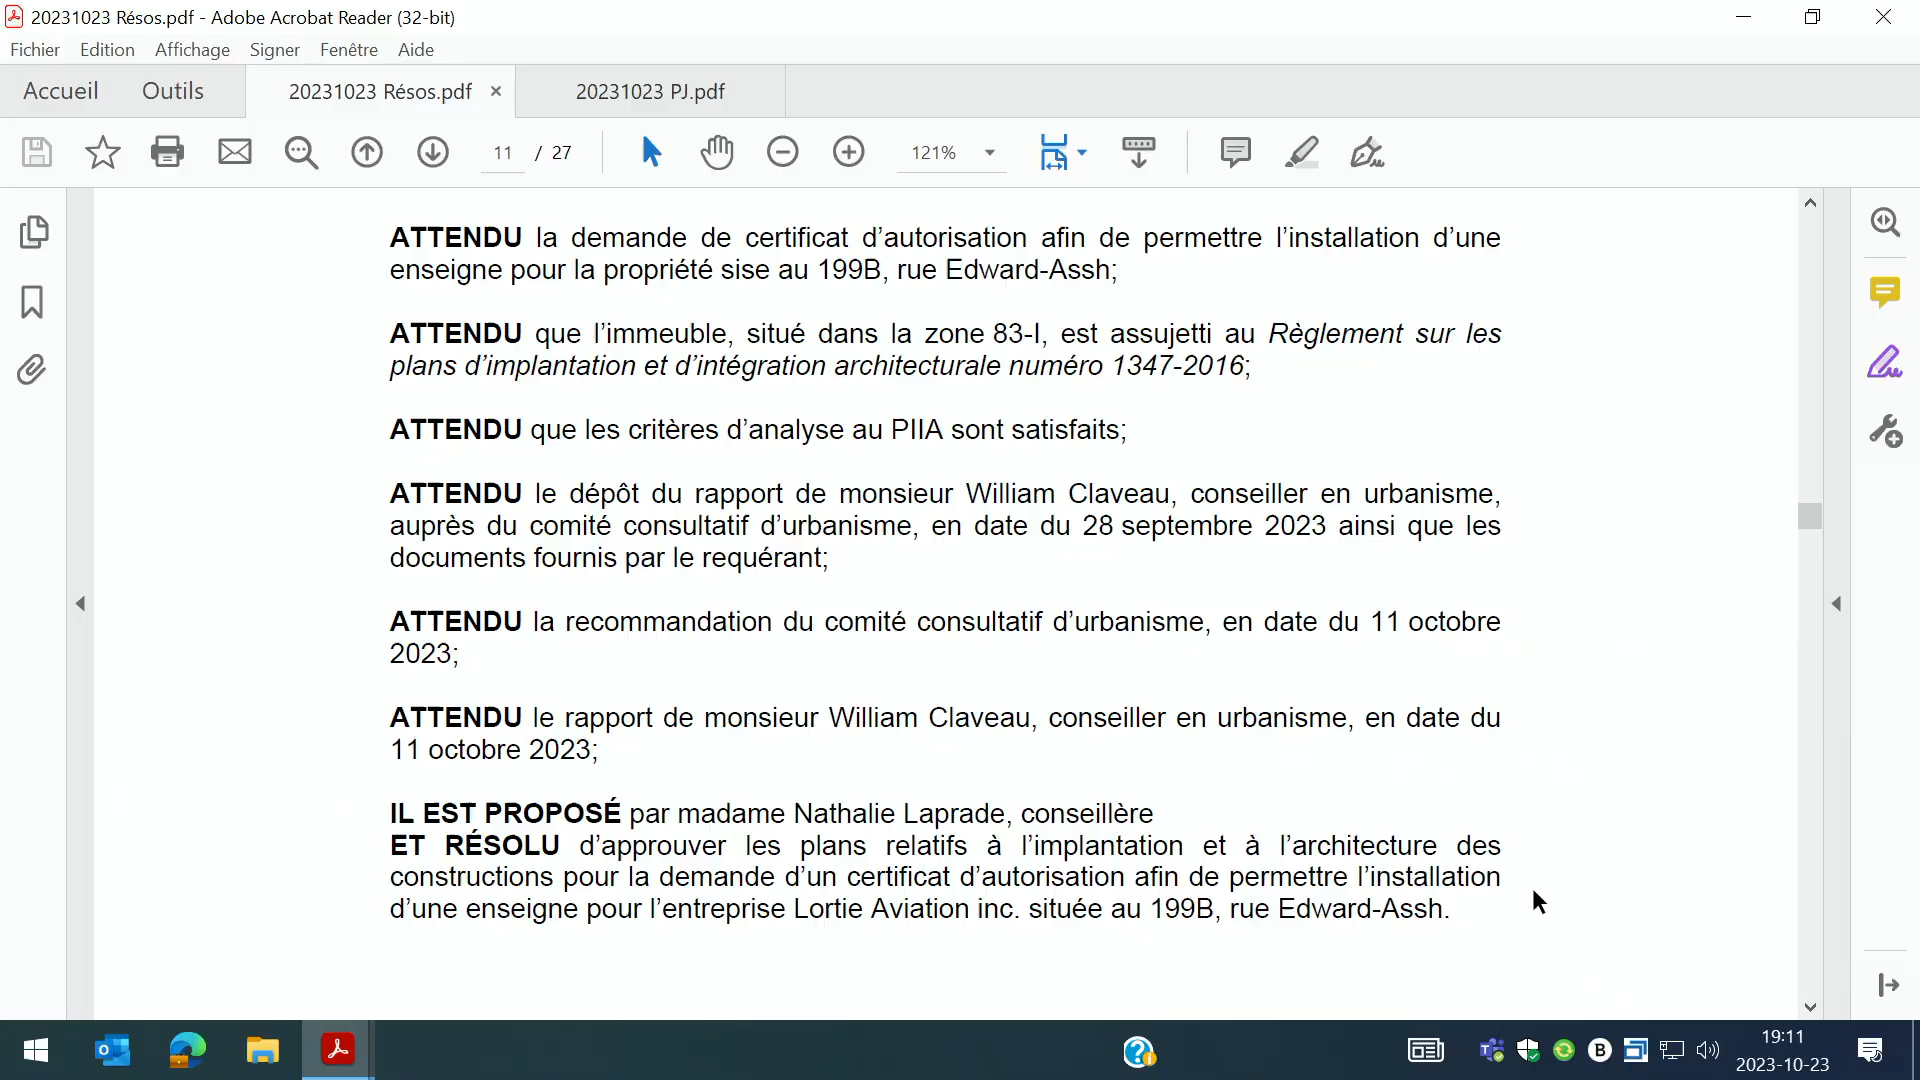 20231023 Résos.pdf - Adobe Acrobat Reader (32-bit)
Fichier Edition Affichage Signer Fenêtre Aide
Accueil Outils 20231023 Résos.pdf × 20231023 PJ.pdf
11 / 27 121%
ATTENDU la demande de certificat d’autorisation afin de permettre l’installation d’une
enseigne pour la propriété sise au 199B, rue Edward-Assh;
ATTENDU que l’immeuble, situé dans la zone 83-I, est assujetti au Règlement sur les
plans d’implantation et d’intégration architecturale numéro 1347-2016;
ATTENDU que les critères d’analyse au PIIA sont satisfaits;
ATTENDU le dépôt du rapport de monsieur William Claveau, conseiller en urbanisme,
auprès du comité consultatif d’urbanisme, en date du 28 septembre 2023 ainsi que les
documents fournis par le requérant;
ATTENDU la recommandation du comité consultatif d’urbanisme, en date du 11 octobre
2023;
ATTENDU le rapport de monsieur William Claveau, conseiller en urbanisme, en date du
11 octobre 2023;
IL EST PROPOSÉ par madame Nathalie Laprade, conseillère
ET RÉSOLU d’approuver les plans relatifs à l’implantation et à l’architecture des
constructions pour la demande d’un certificat d’autorisation afin de permettre l’installation
d’une enseigne pour l’entreprise Lortie Aviation inc. située au 199B, rue Edward-Assh.
19:11
2023-10-23